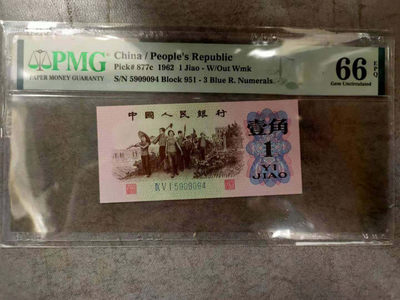 PMG
PAPER MONEY GUARANTY
China / People's Republic
Pick# 877c 1962 1 Jiao - W/Out Wmk
S/N 5909094 Block 951 - 3 Blue R. Numerals
66 EPQ
Gem Uncirculated
中國人民銀行
壹角
1
YI
JIAO
5909094